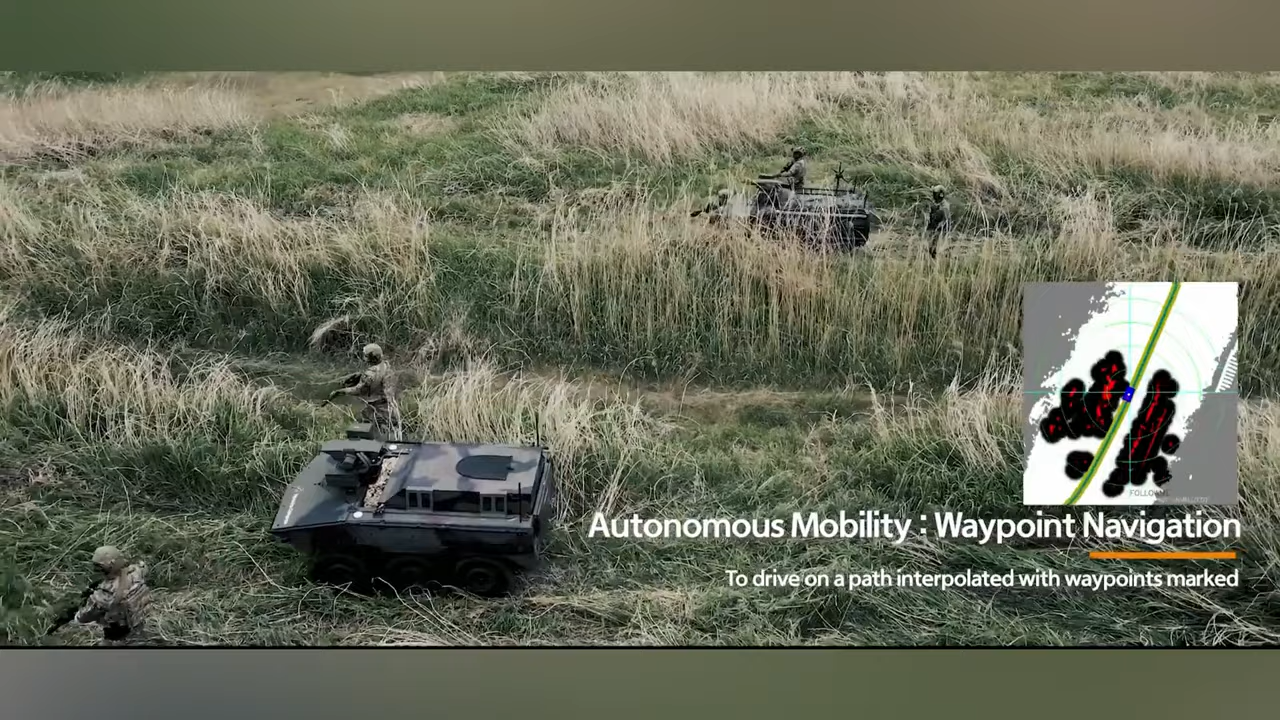 Autonomous Mobility : Waypoint Navigation
To drive on a path interpolated with waypoints marked